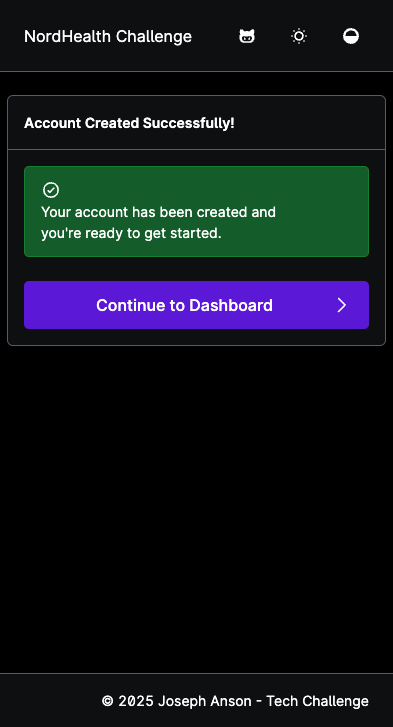 NordHealth Challenge
Account Created Successfully!
Your account has been created and
you're ready to get started.
Continue to Dashboard
© 2025 Joseph Anson - Tech Challenge